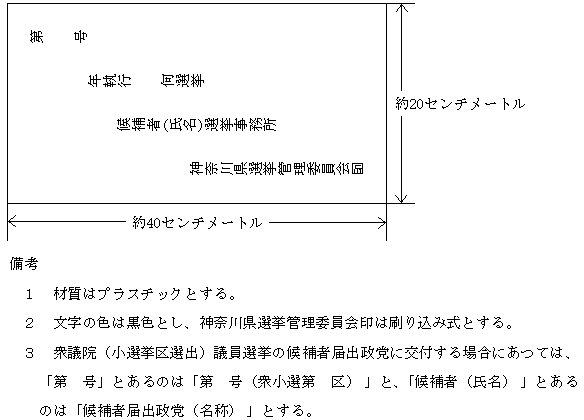 第　　号
年執行　　何選挙
候補者(氏名)選挙事務所
神奈川県選挙管理委員会印
約20センチメートル
約40センチメートル
備考
１　材質はプラスチックとする。
２　文字の色は黒色とし、神奈川県選挙管理委員会印は刷り込み式とする。
３　衆議院（小選挙区選出）議員選挙の候補者届出政党に交付する場合にあつては、
「第　号」とあるのは「第　号（衆小選第　区）」と、「候補者（氏名）」とある
のは「候補者届出政党（名称）」とする。